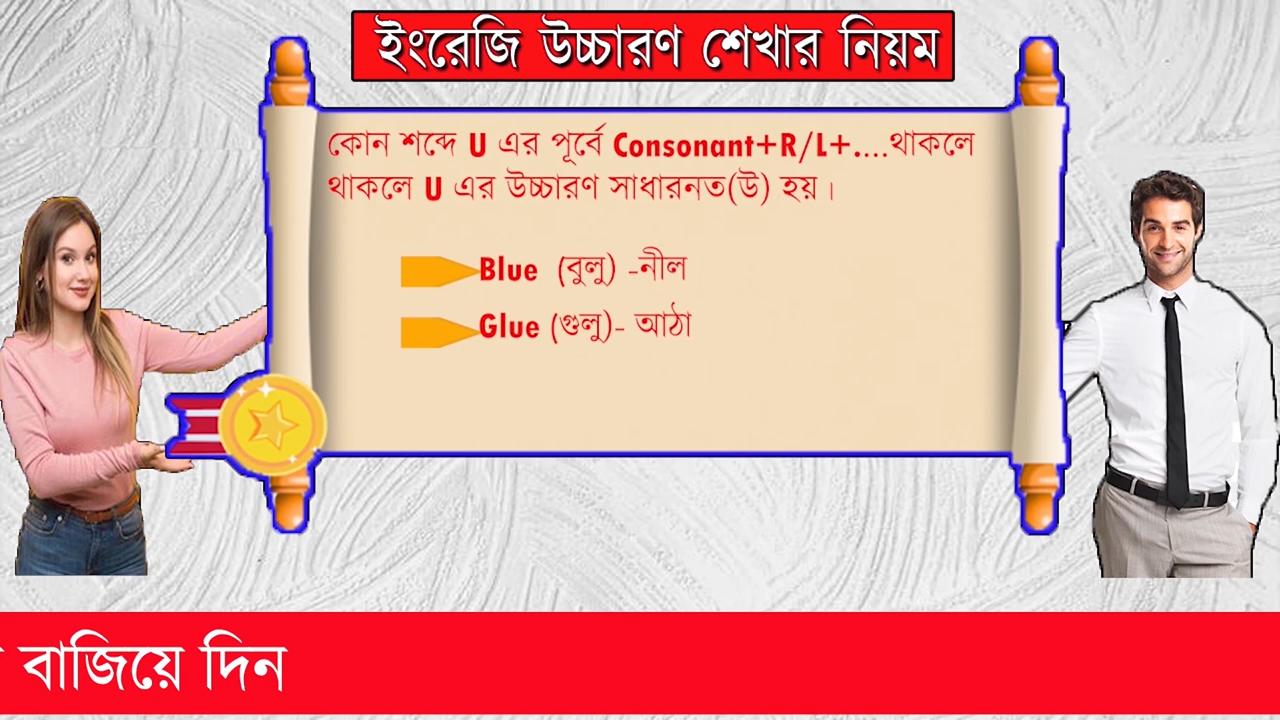 ইংরেজি উচ্চারণ শেখার নিয়ম
কোন শব্দে U এর পূর্বে Consonant+R/L+....থাকলে
থাকলে U এর উচ্চারণ সাধারনত(উ) হয়।
Blue (বুলু) -নীল
Glue (গুলু)- আঠা
বাজিয়ে দিন